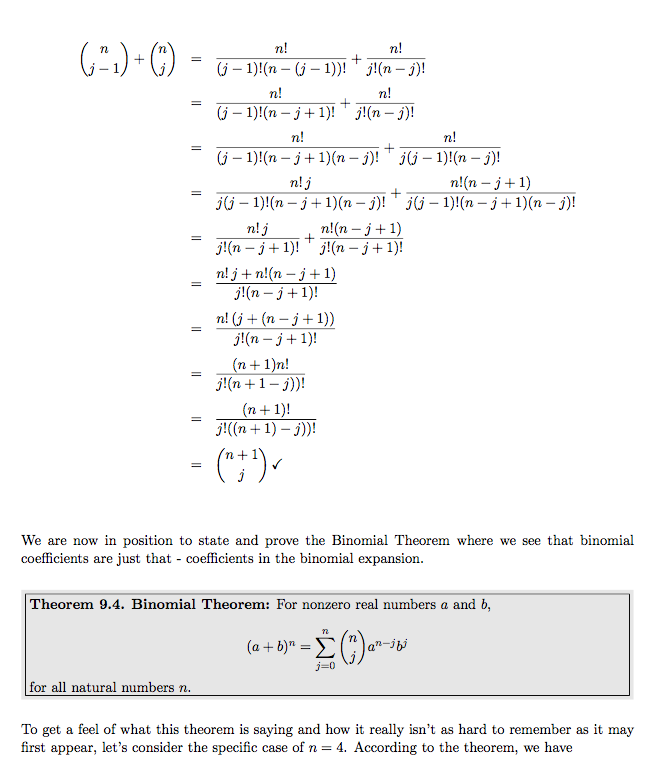 \binom{n}{j-1} + \binom{n}{j} = \frac{n!}{(j-1)!(n-(j-1))!} + \frac{n!}{j!(n-j)!}
= \frac{n!}{(j-1)!(n-j+1)!} + \frac{n!}{j!(n-j)!}
= \frac{n!}{(j-1)!(n-j+1)(n-j)!} + \frac{n!}{j(j-1)!(n-j)!}
= \frac{n!\,j}{j(j-1)!(n-j+1)(n-j)!} + \frac{n!(n-j+1)}{j(j-1)!(n-j+1)(n-j)!}
= \frac{n!\,j}{j!(n-j+1)!} + \frac{n!(n-j+1)}{j!(n-j+1)!}
= \frac{n!\,j+n!(n-j+1)}{j!(n-j+1)!}
= \frac{n!\,(j+(n-j+1))}{j!(n-j+1)!}
= \frac{(n+1)n!}{j!(n+1-j))!}
= \frac{(n+1)!}{j!((n+1)-j))!}
= \binom{n+1}{j} ✓
We are now in position to state and prove the Binomial Theorem where we see that binomial
coefficients are just that - coefficients in the binomial expansion.
Theorem 9.4. Binomial Theorem: For nonzero real numbers a and b,
(a+b)^n = \sum_{j=0}^{n} \binom{n}{j} a^{n-j} b^j
for all natural numbers n.
To get a feel of what this theorem is saying and how it really isn't as hard to remember as it may
first appear, let's consider the specific case of n = 4. According to the theorem, we have